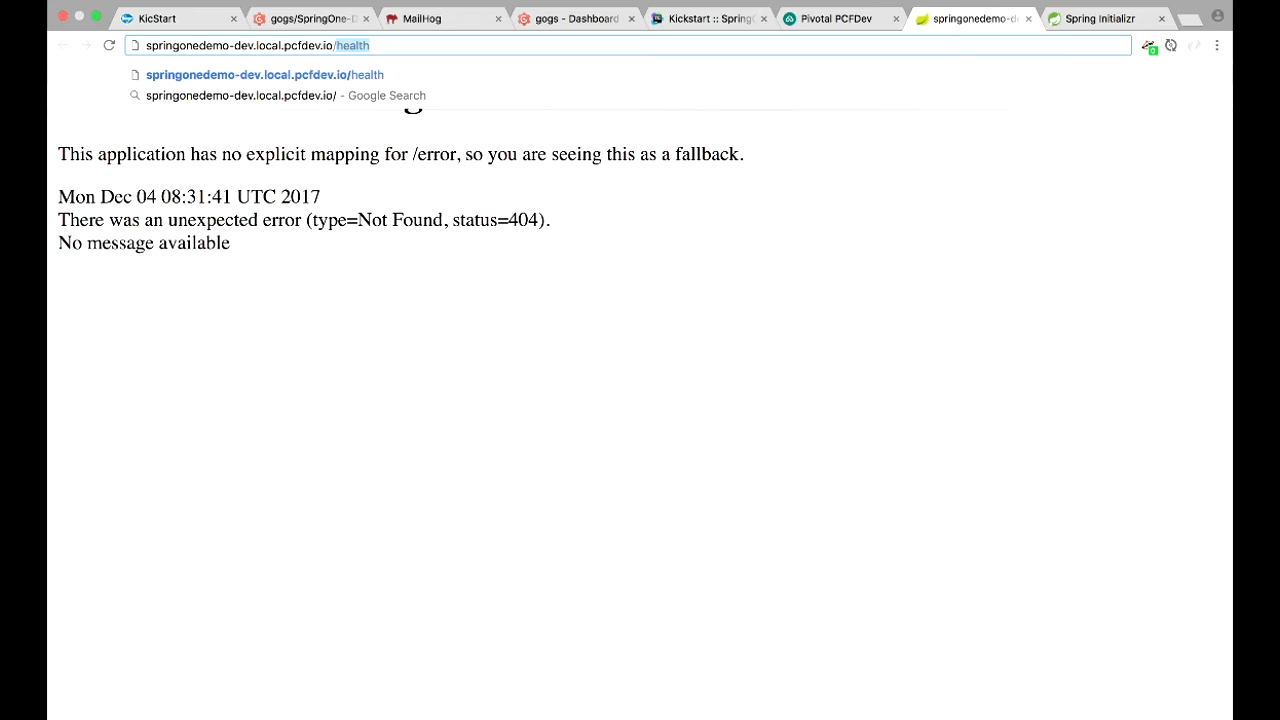 KicStart
gogs/SpringOne-D
MailHog
gogs - Dashboard
Kickstart :: Spring
Pivotal PCFDev
springonedemo-de
Spring Initializr
springonedemo-dev.local.pcfdev.io/health
springonedemo-dev.local.pcfdev.io/health
springonedemo-dev.local.pcfdev.io/ - Google Search
This application has no explicit mapping for /error, so you are seeing this as a fallback.
Mon Dec 04 08:31:41 UTC 2017
There was an unexpected error (type=Not Found, status=404).
No message available